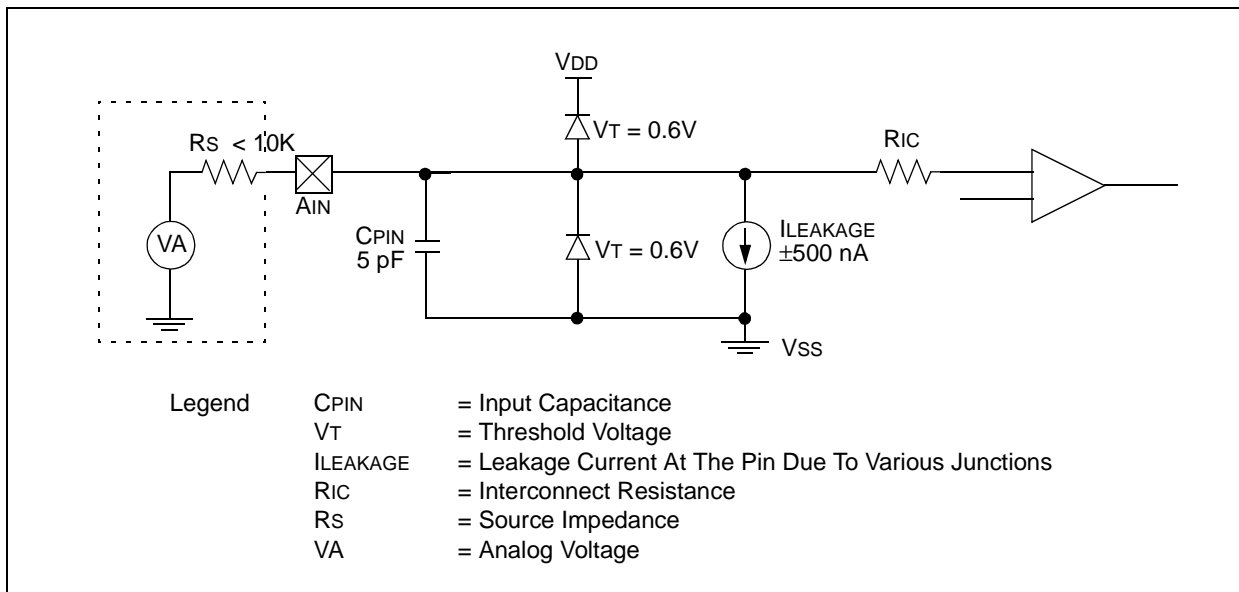 VDD
VT = 0.6V
RS < 10K
RIC
AIN
VA
CPIN
5 pF
VT = 0.6V
ILEAKAGE
±500 nA
VSS
Legend CPIN = Input Capacitance
VT = Threshold Voltage
ILEAKAGE = Leakage Current At The Pin Due To Various Junctions
RIC = Interconnect Resistance
RS = Source Impedance
VA = Analog Voltage